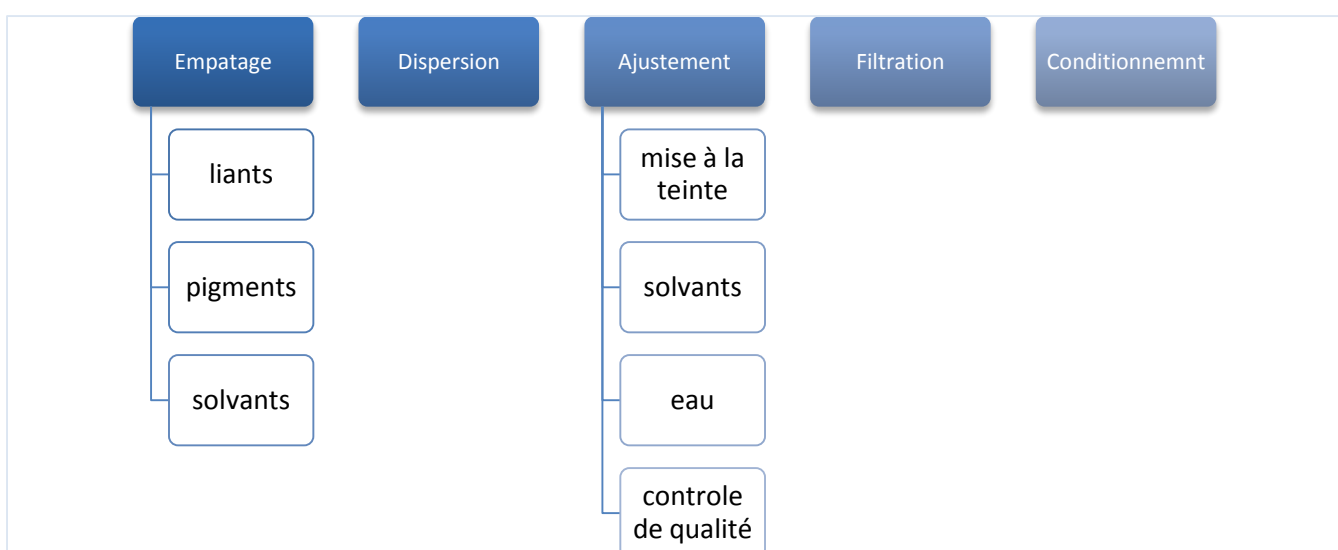 Empatage
Dispersion
Ajustement
Filtration
Conditionnemnt
liants
pigments
solvants
mise à la
teinte
solvants
eau
controle
de qualité